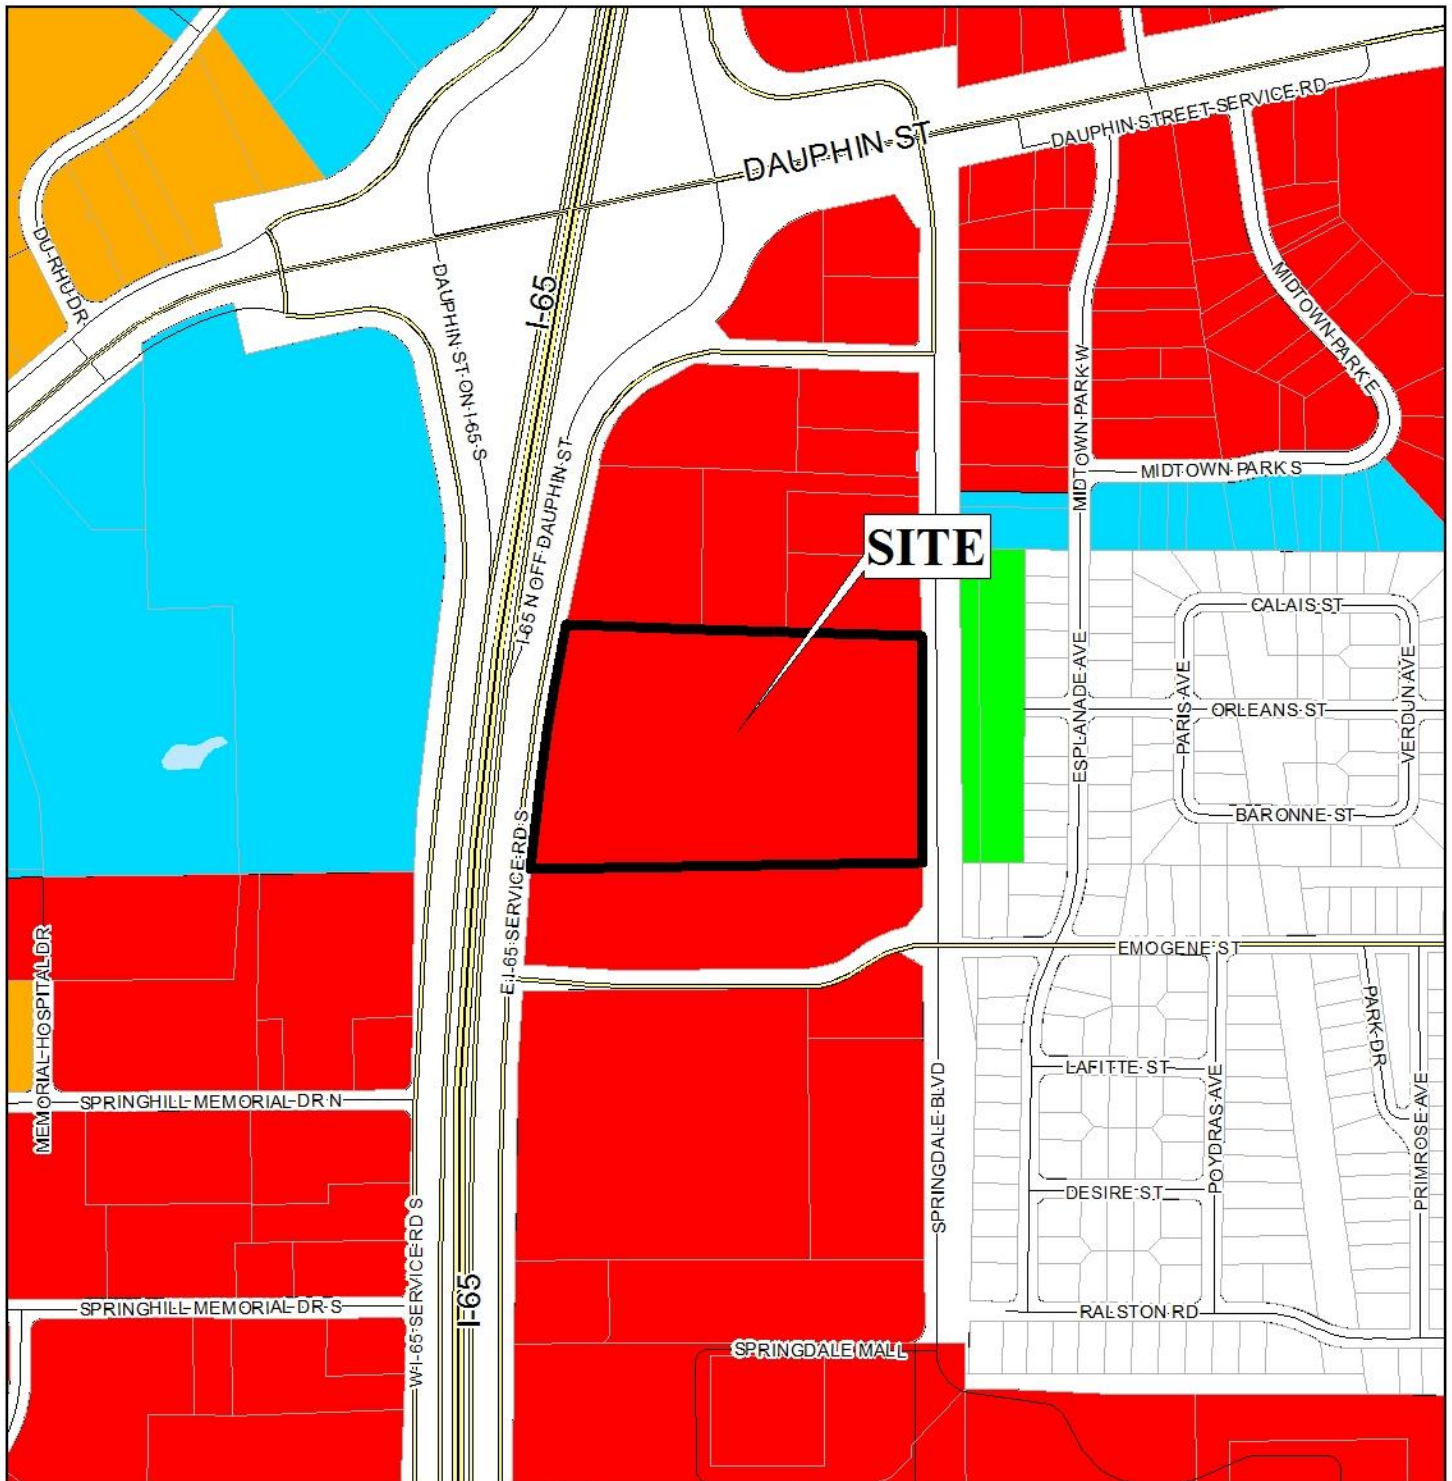 DAUPHIN ST
DAUPHIN STREET SERVICE RD
DU RHU DR
DAUPHIN ST ON I-65 S
I-65
I-65 N OFF DAUPHIN ST
MIDTOWN PARK W
MIDTOWN PARK E
MIDTOWN PARK S
SITE
CALAIS ST
ESPLANADE AVE
PARIS AVE
ORLEANS ST
VERDUN AVE
BARONNE ST
E I-65 SERVICE RD S
EMOGENE ST
MEMORIAL HOSPITAL DR
SPRINGHILL MEMORIAL DR N
SPRINGDALE BLVD
LAFITTE ST
POYDRAS AVE
PARK DR
PRIMROSE AVE
DESIRE ST
W I-65 SERVICE RD S
I-65
SPRINGHILL MEMORIAL DR S
RALSTON RD
SPRINGDALE MALL